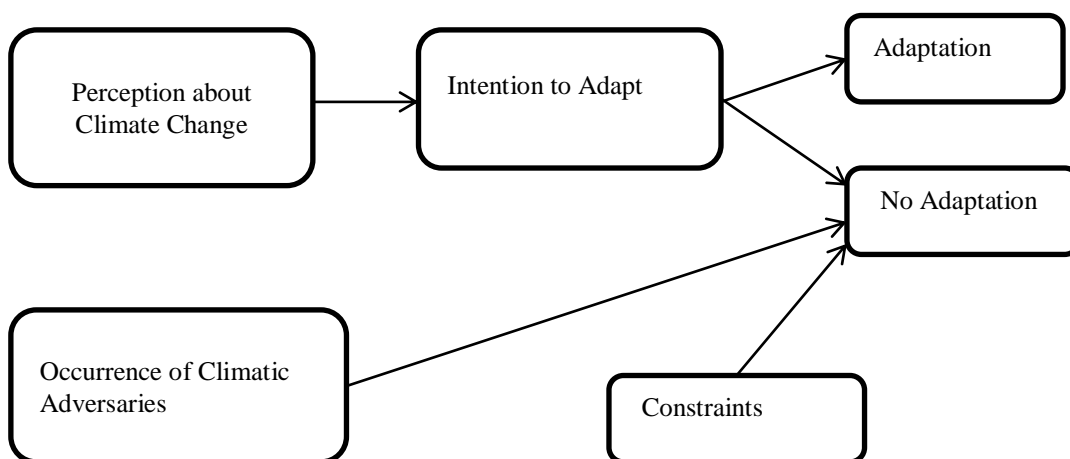 Perception about
Climate Change
Intention to Adapt
Adaptation
No Adaptation
Occurrence of Climatic
Adversaries
Constraints